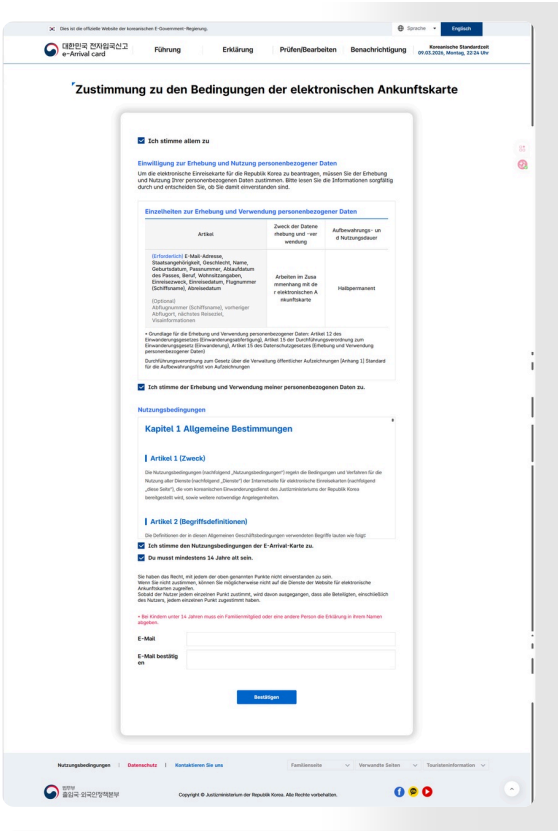 Dies ist die offizielle Website der koreanischen E-Government-Regierung.
Sprache
Englisch
대한민국 전자입국신고
e-Arrival card
Führung
Erklärung
Prüfen/Bearbeiten
Benachrichtigung
Koreanische Standardzeit
09.03.2026, Montag, 22:24 Uhr
Zustimmung zu den Bedingungen der elektronischen Ankunftskarte
Ich stimme allem zu
Einwilligung zur Erhebung und Nutzung personenbezogener Daten
Um die elektronische Einreisekarte für die Republik Korea zu beantragen, müssen Sie der Erhebung
und Nutzung Ihrer personenbezogenen Daten zustimmen. Bitte lesen Sie die Informationen sorgfältig
durch und entscheiden Sie, ob Sie damit einverstanden sind.
Einzelheiten zur Erhebung und Verwendung personenbezogener Daten
Artikel
Zweck der Datene
rhebung und -ver
wendung
Aufbewahrungs- un
d Nutzungsdauer
(Erforderlich) E-Mail-Adresse,
Staatsangehörigkeit, Geschlecht, Name,
Geburtsdatum, Passnummer, Ablaufdatum
des Passes, Beruf, Wohnsitzangaben,
Einreisezweck, Einreisedatum, Flugnummer
(Schiffsname), Abreisedatum
(Optional)
Abflugnummer (Schiffsname), vorheriger
Abflugort, nächstes Reiseziel,
Visainformationen
Arbeiten im Zusa
mmenhang mit de
r elektronischen A
nkunftskarte
Halbpermanent
• Grundlage für die Erhebung und Verwendung personenbezogener Daten: Artikel 12 des
Einwanderungsgesetzes (Einwanderungsabfertigung), Artikel 15 der Durchführungsverordnung zum
Einwanderungsgesetz (Einwanderung), Artikel 15 des Datenschutzgesetzes (Erhebung und Verwendung
personenbezogener Daten)
Durchführungsverordnung zum Gesetz über die Verwaltung öffentlicher Aufzeichnungen [Anhang 1] Standard
für die Aufbewahrungsfrist von Aufzeichnungen
Ich stimme der Erhebung und Verwendung meiner personenbezogenen Daten zu.
Nutzungsbedingungen
Kapitel 1 Allgemeine Bestimmungen
Artikel 1 (Zweck)
Die Nutzungsbedingungen (nachfolgend „Nutzungsbedingungen“) regeln die Bedingungen und Verfahren für die
Nutzung aller Dienste (nachfolgend „Dienste“) der Internetseite für elektronische Einreisekarten (nachfolgend
„diese Seite“), die vom koreanischen Einwanderungsdienst des Justizministeriums der Republik Korea
bereitgestellt wird, sowie weitere notwendige Angelegenheiten.
Artikel 2 (Begriffsdefinitionen)
Die Definitionen der in diesen Allgemeinen Geschäftsbedingungen verwendeten Begriffe lauten wie folgt:
Ich stimme den Nutzungsbedingungen der E-Arrival-Karte zu.
Du musst mindestens 14 Jahre alt sein.
Sie haben das Recht, mit jedem der oben genannten Punkte nicht einverstanden zu sein.
Wenn Sie nicht zustimmen, können Sie möglicherweise nicht auf die Dienste der Website für elektronische
Ankunftskarten zugreifen.
Sobald der Nutzer jedem einzelnen Punkt zustimmt, wird davon ausgegangen, dass alle Beteiligten, einschließlich
des Nutzers, jedem einzelnen Punkt zugestimmt haben.
• Bei Kindern unter 14 Jahren muss ein Familienmitglied oder eine andere Person die Erklärung in ihrem Namen
abgeben.
E-Mail
E-Mail bestätig
en
Bestätigen
Nutzungsbedingungen
Datenschutz
Kontaktieren Sie uns
Familienseite
Verwandte Seiten
Touristeninformation
법무부
출입국·외국인정책본부
Copyright © Justizministerium der Republik Korea. Alle Rechte vorbehalten.